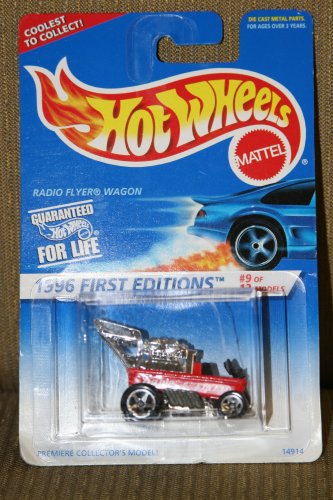 COOLEST
TO COLLECT!
DIE CAST METAL PARTS.
FOR AGES OVER 3 YEARS.
Hot Wheels
MATTEL
RADIO FLYER® WAGON
GUARANTEED
FOR LIFE
1996 FIRST EDITIONS™
#9 OF
12 MODELS
PREMIERE COLLECTOR'S MODEL!
14914